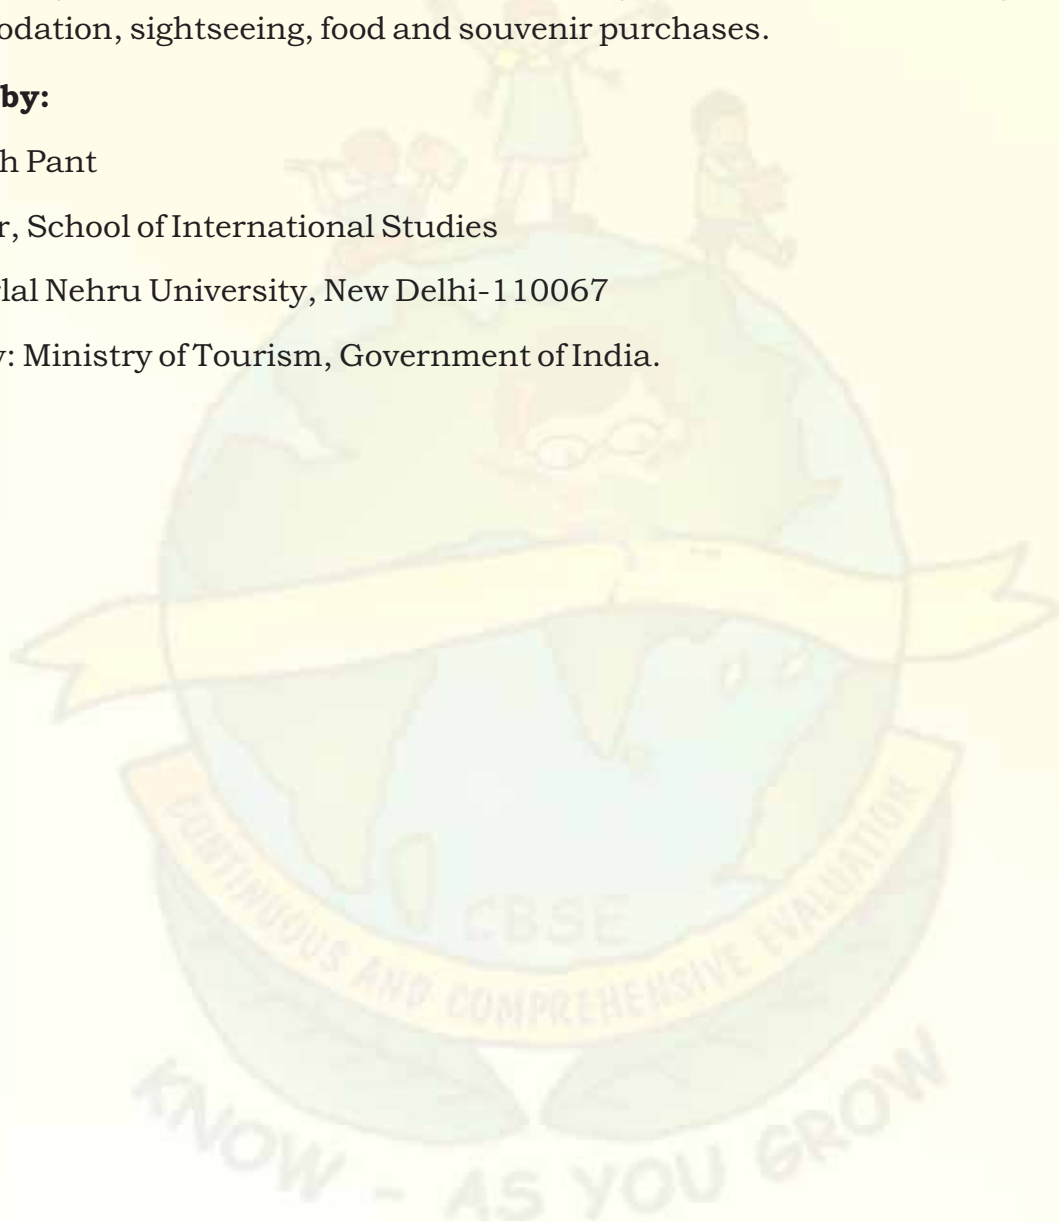 odation, sightseeing, food and souvenir purchases.
by:
h Pant
r, School of International Studies
rlal Nehru University, New Delhi-110067
y: Ministry of Tourism, Government of India.
CBSE
CONTINUOUS AND COMPREHENSIVE EVALUATION
KNOW - AS YOU GROW